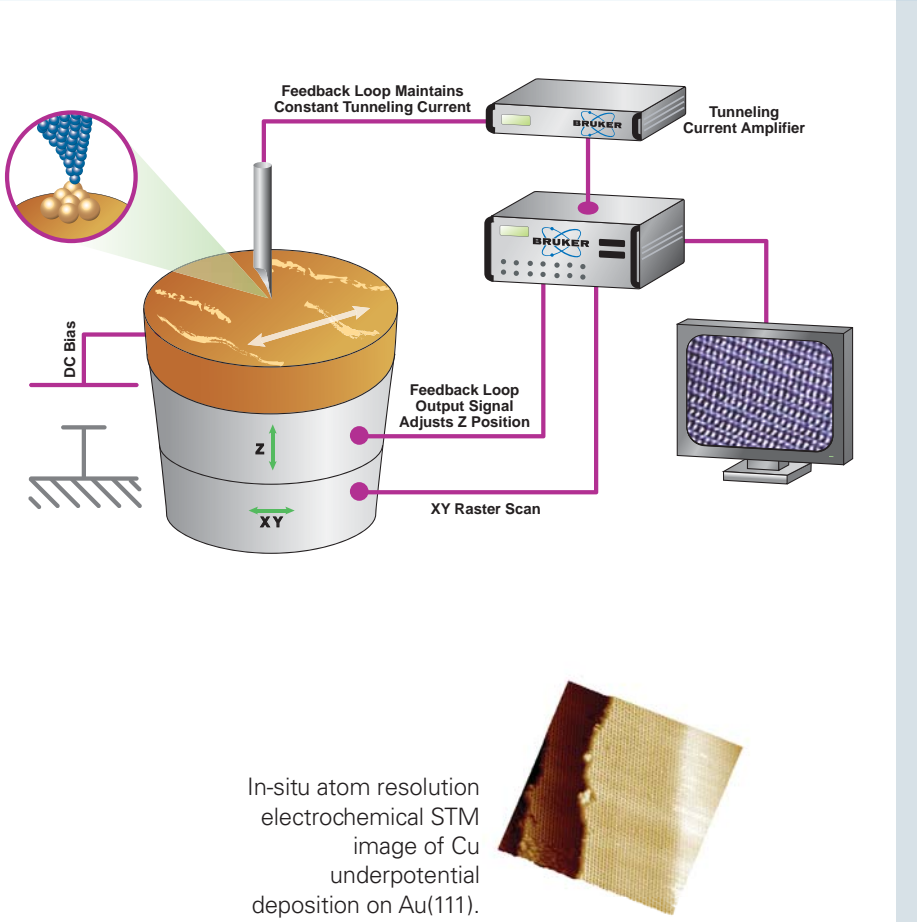 Feedback Loop Maintains
Constant Tunneling Current
BRUKER
Tunneling
Current Amplifier
BRUKER
DC Bias
Feedback Loop
Output Signal
Adjusts Z Position
Z
XY
XY Raster Scan
In-situ atom resolution
electrochemical STM
image of Cu
underpotential
deposition on Au(111).